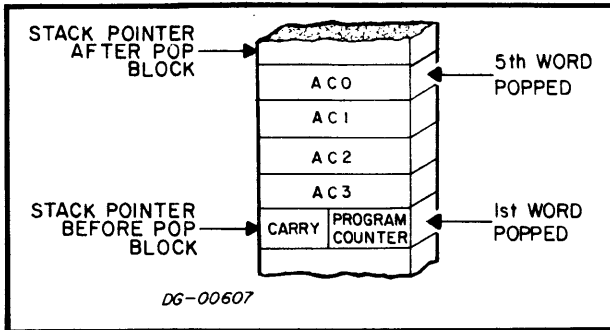 STACK POINTER
AFTER POP
BLOCK
5th WORD
POPPED
AC0
AC1
AC2
AC3
STACK POINTER
BEFORE POP
BLOCK
CARRY
PROGRAM
COUNTER
1st WORD
POPPED
DG-00607